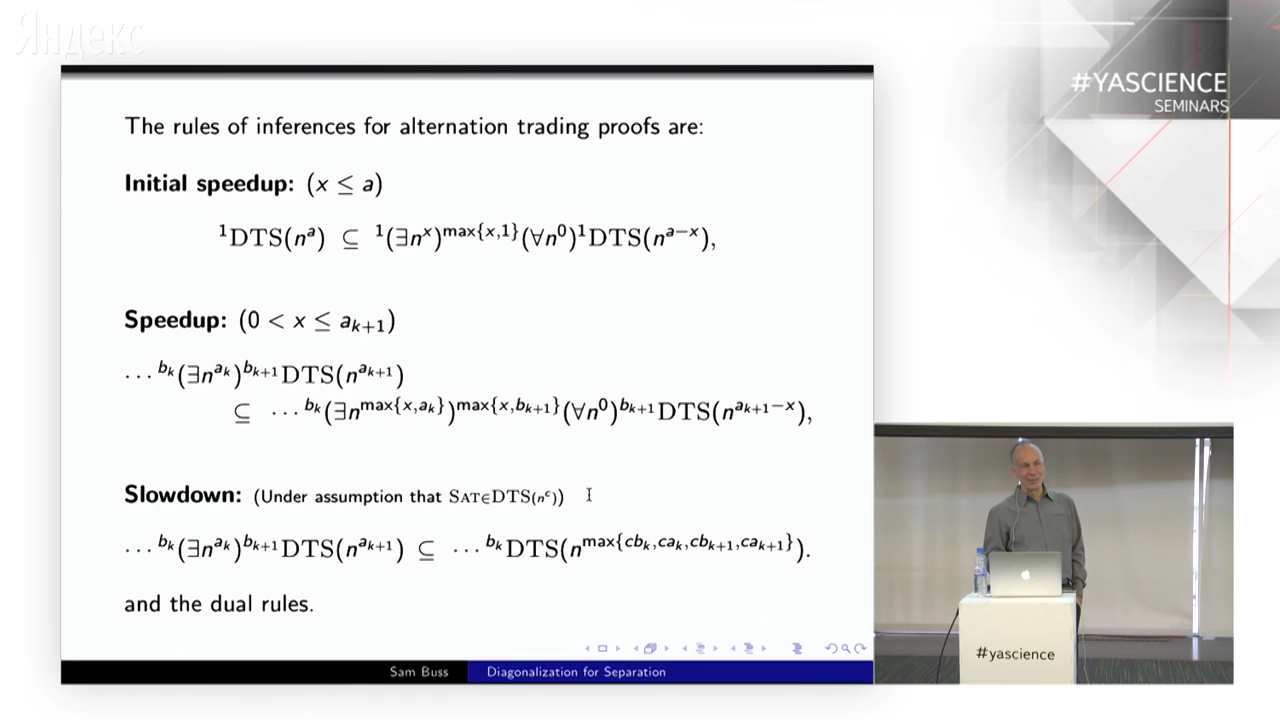 Яндекс
#YASCIENCE
SEMINARS
The rules of inferences for alternation trading proofs are:
Initial speedup: (x ≤ a)
¹DTS(nᵃ) ⊆ ¹(∃nˣ)^{max{x,1}}(∀n⁰)¹DTS(n^{a−x}),
Speedup: (0 < x ≤ a_{k+1})
⋯ ^{b_k}(∃n^{a_k})^{b_{k+1}}DTS(n^{a_{k+1}})
⊆ ⋯ ^{b_k}(∃n^{max{x,a_k}})^{max{x,b_{k+1}}}(∀n⁰)^{b_{k+1}}DTS(n^{a_{k+1}−x}),
Slowdown: (Under assumption that SAT∈DTS(nᶜ))
⋯ ^{b_k}(∃n^{a_k})^{b_{k+1}}DTS(n^{a_{k+1}}) ⊆ ⋯ ^{b_k}DTS(n^{max{cb_k,ca_k,cb_{k+1},ca_{k+1}}}).
and the dual rules.
Sam Buss
Diagonalization for Separation
#yascience